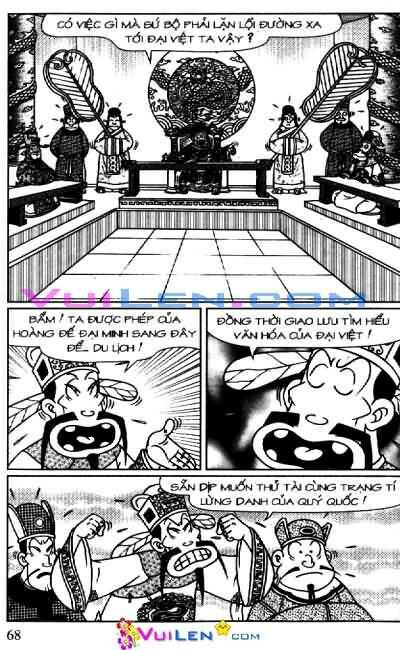 CÓ VIỆC GÌ MÀ ĐỨ BỘ PHẢI LẶN LỘI ĐƯỜNG XA
TỚI ĐẠI VIỆT TA VẬY?
VuiLen.com
BẨM! TA ĐƯỢC PHÉP CỦA
HOÀNG ĐẾ ĐẠI MINH SANG ĐÂY
ĐỂ... DU LỊCH!
ĐỒNG THỜI GIAO LƯU TÌM HIỂU
VĂN HÓA CỦA ĐẠI VIỆT!
SẴN DỊP MUỐN THỬ TÀI CÙNG TRẠNG TÍ
LỪNG DANH CỦA QUÝ QUỐC!
68
VuiLen.com